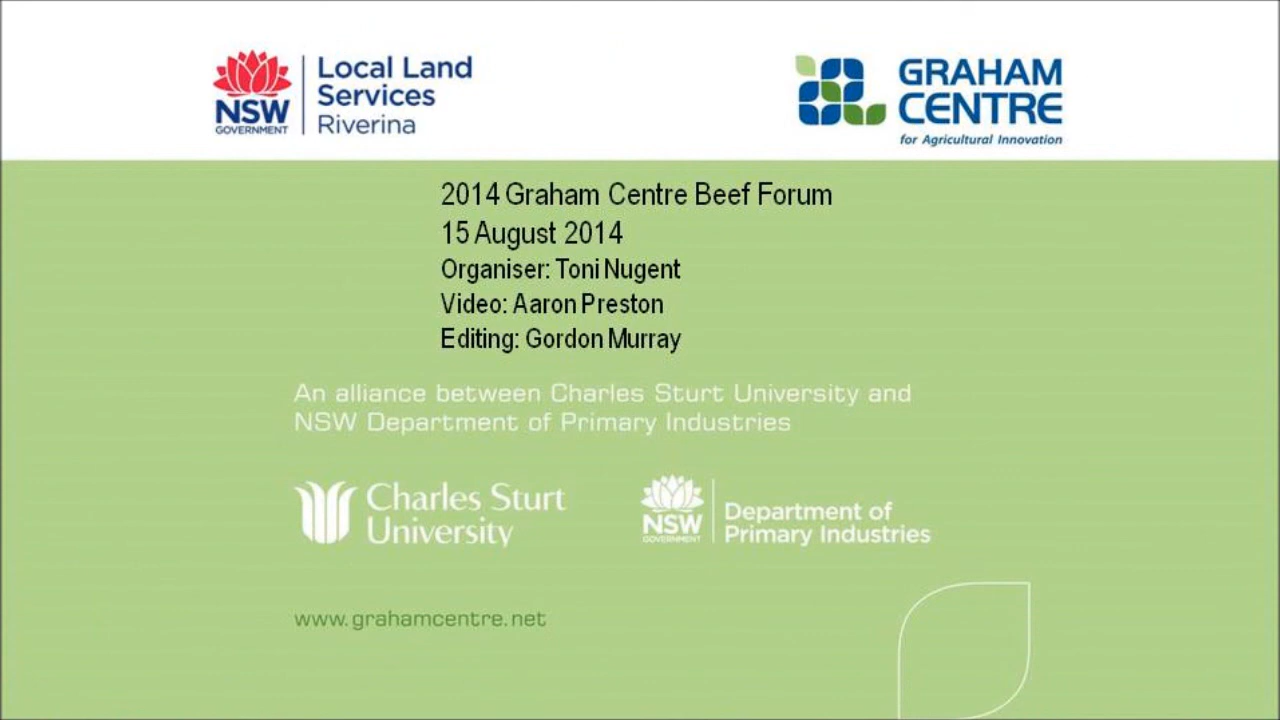 NSW
GOVERNMENT
Local Land
Services
Riverina
GRAHAM
CENTRE
for Agricultural Innovation
2014 Graham Centre Beef Forum
15 August 2014
Organiser: Toni Nugent
Video: Aaron Preston
Editing: Gordon Murray
An alliance between Charles Sturt University and
NSW Department of Primary Industries
Charles Sturt
University
NSW
GOVERNMENT
Department of
Primary Industries
www.grahamcentre.net